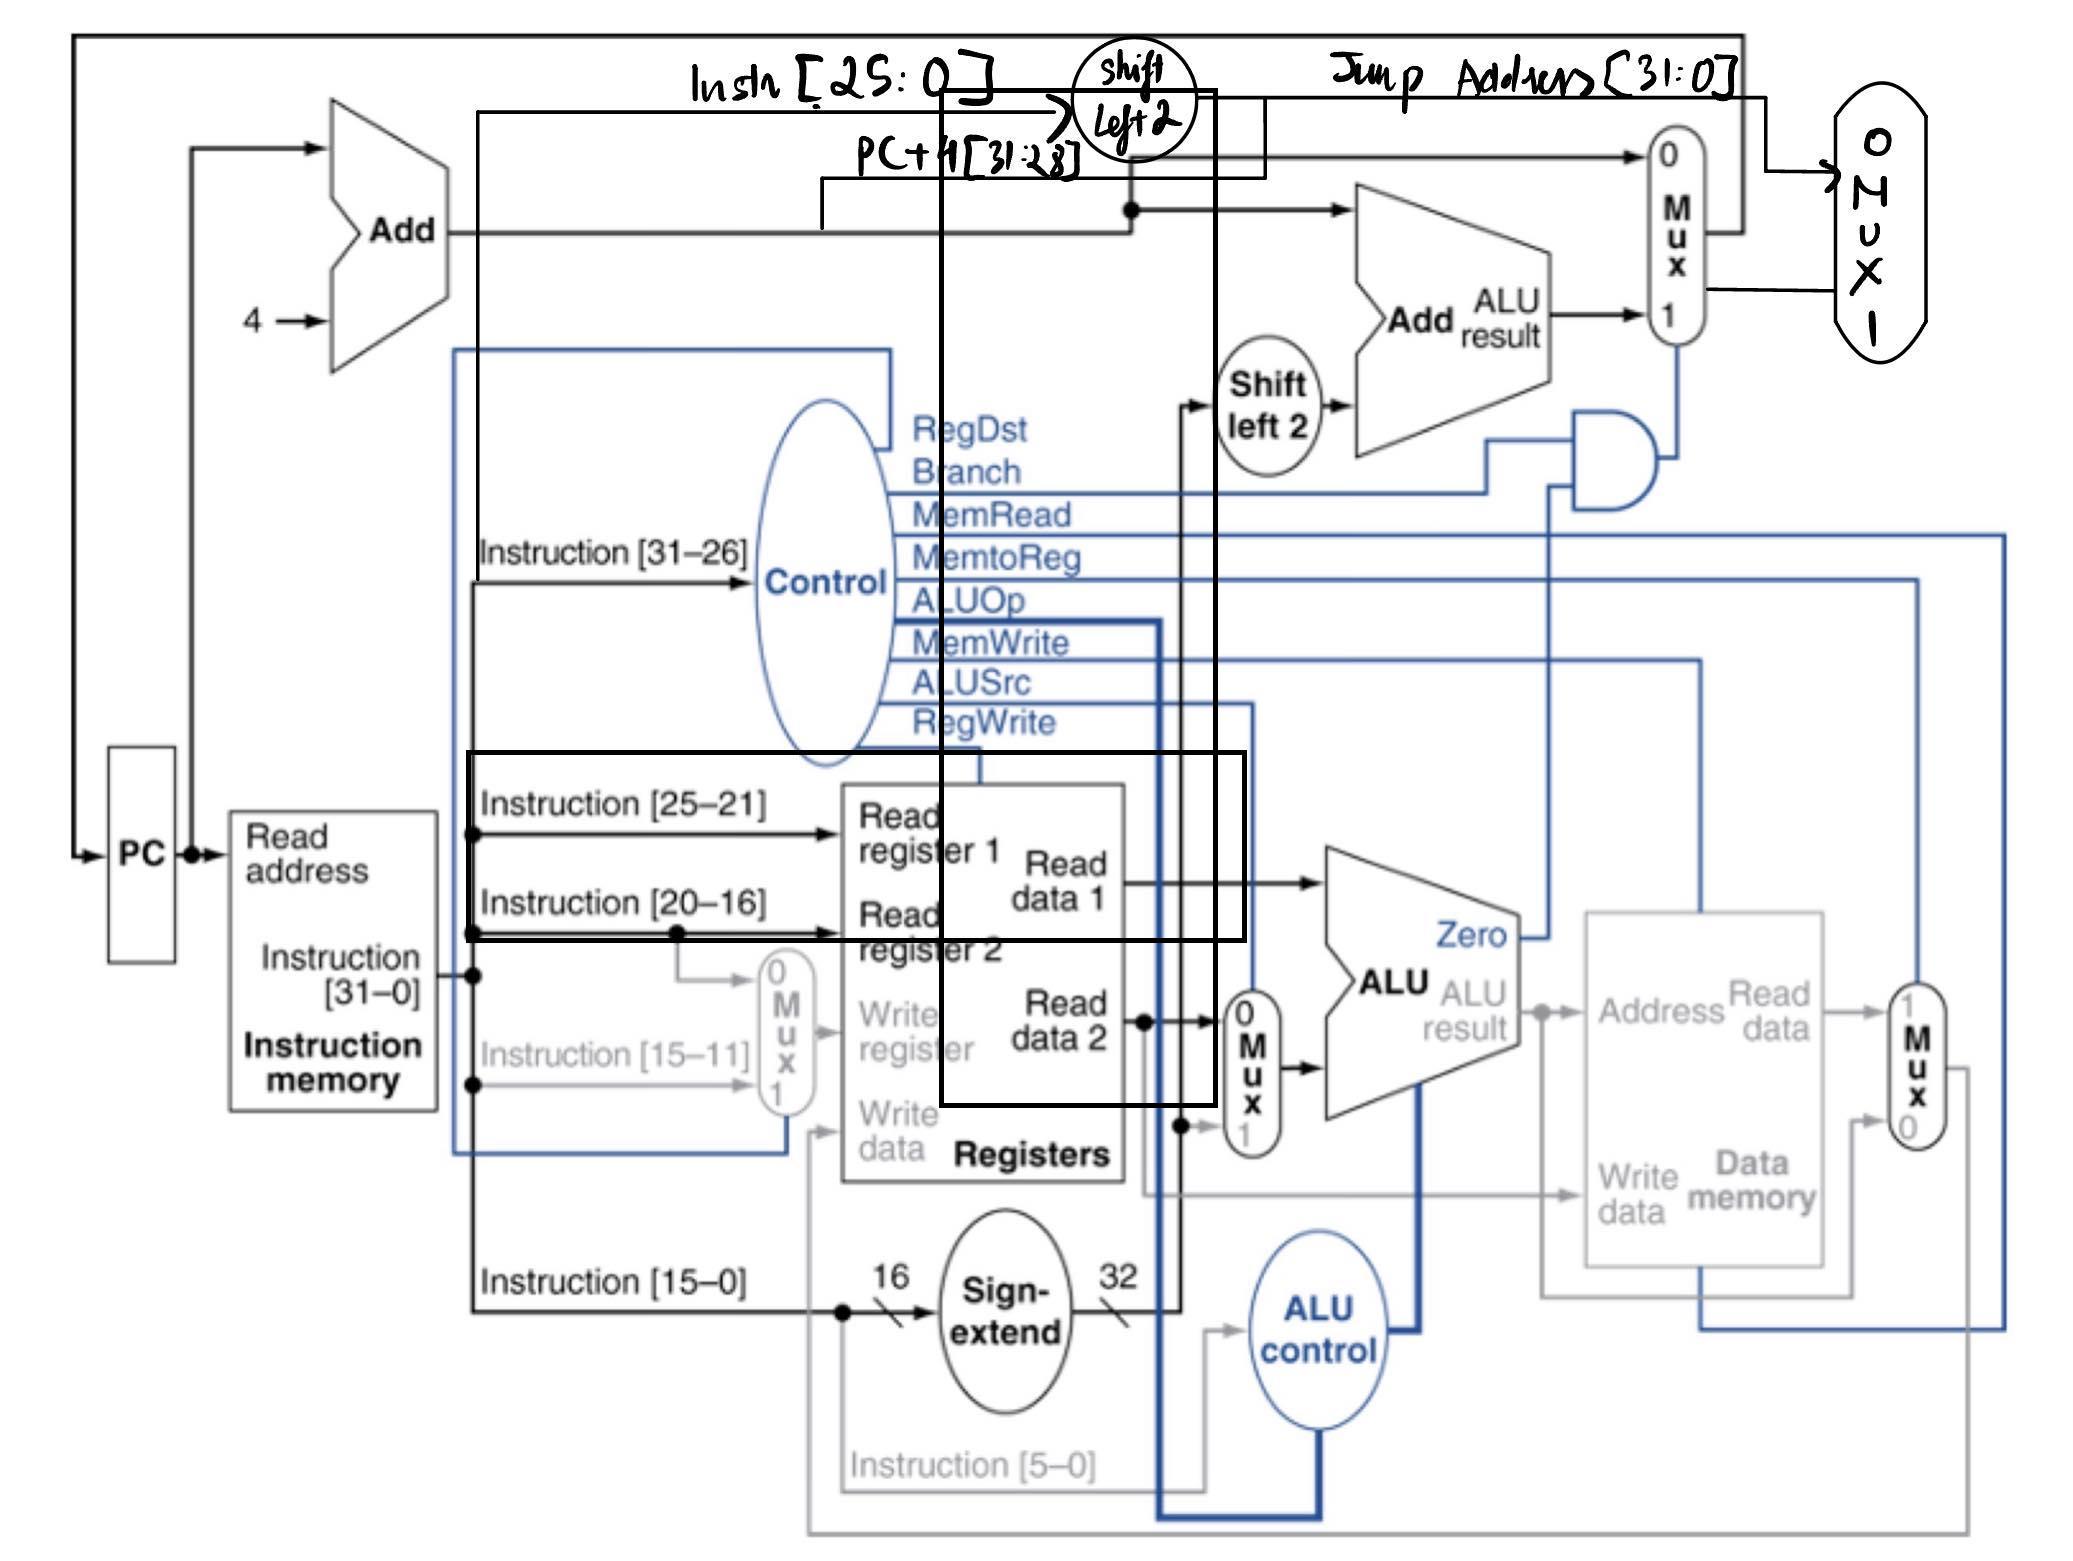 Instr [25:0]
Shift
Left 2
Jump Address [31:0]
PC+4[31:28]
0
M
u
x
1
0
M
U
X
1
Add
4
Add
ALU
result
Shift
left 2
RegDst
Branch
MemRead
MemtoReg
ALUOp
MemWrite
ALUSrc
RegWrite
Instruction [31–26]
Control
PC
Read
address
Instruction
[31–0]
Instruction
memory
Instruction [25–21]
Instruction [20–16]
Instruction [15–11]
0
M
u
x
1
Read
register 1
Read
register 2
Write
register
Write
data
Read
data 1
Read
data 2
Registers
0
M
u
x
1
Zero
ALU
ALU
result
Address
Read
data
Write
data
Data
memory
1
M
u
x
0
Instruction [15–0]
16
Sign-
extend
32
ALU
control
Instruction [5–0]